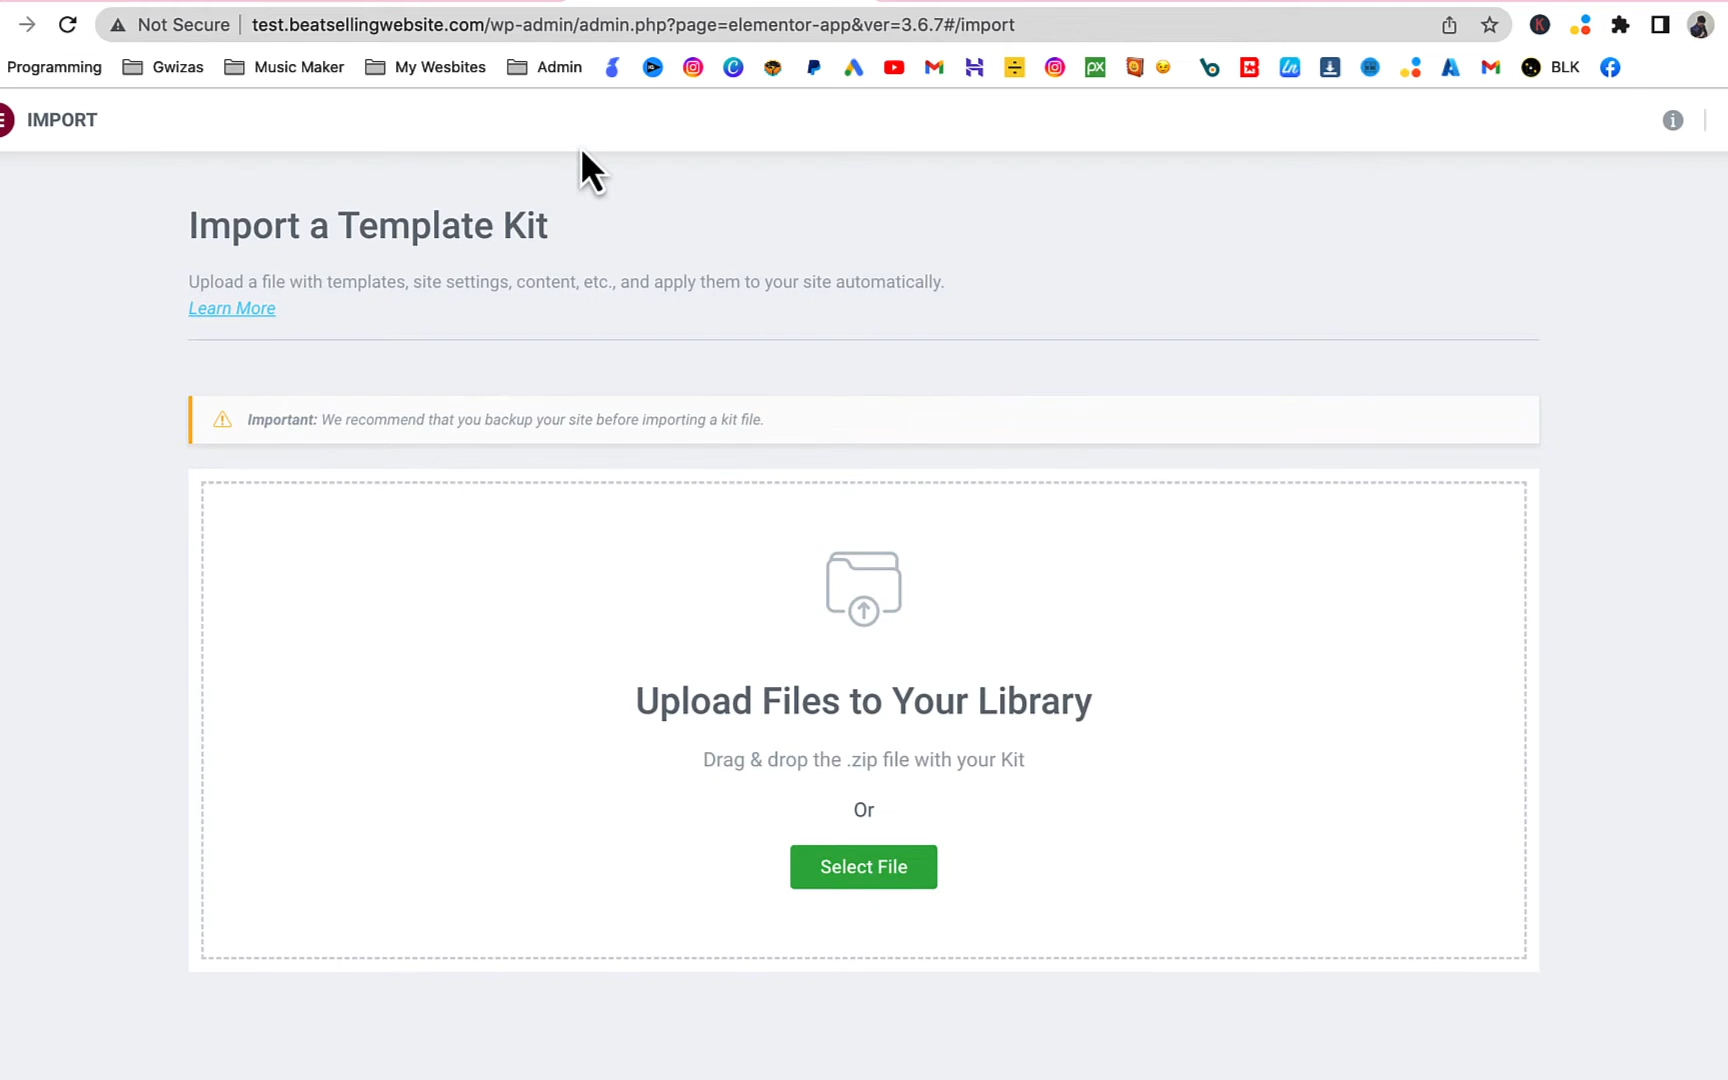 Not Secure test.beatsellingwebsite.com/wp-admin/admin.php?page=elementor-app&ver=3.6.7#/import
Programming Gwizas Music Maker My Wesbites Admin BLK
IMPORT
Import a Template Kit
Upload a file with templates, site settings, content, etc., and apply them to your site automatically.
Learn More
Important: We recommend that you backup your site before importing a kit file.
Upload Files to Your Library
Drag & drop the .zip file with your Kit
Or
Select File